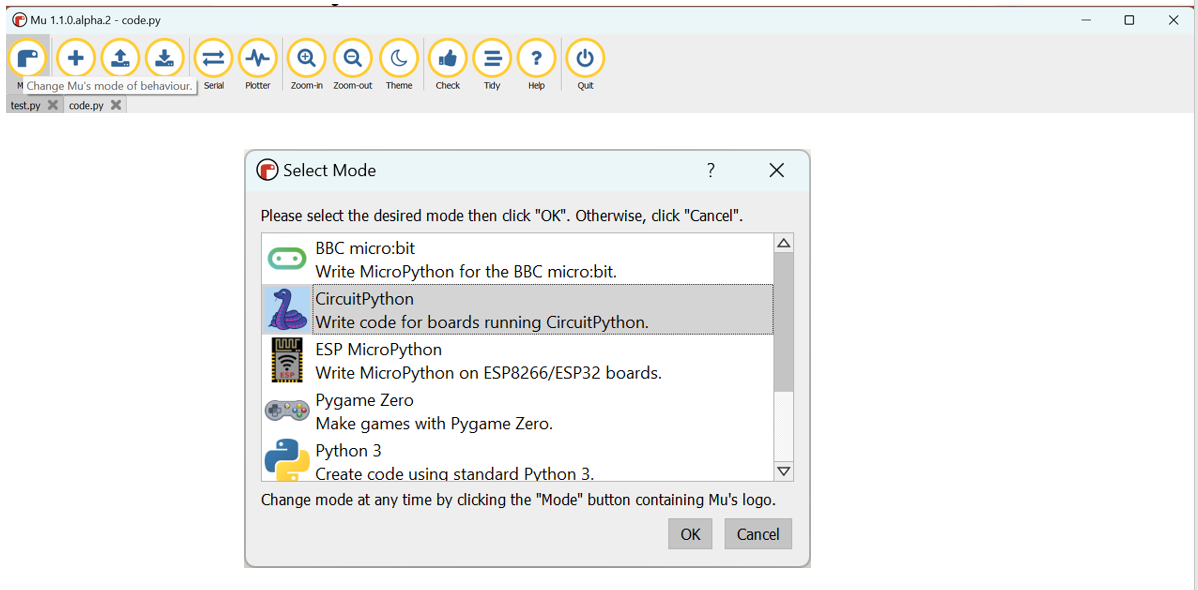 Mu 1.1.0.alpha.2 - code.py
Serial Plotter Zoom-in Zoom-out Theme Check Tidy Help Quit
Change Mu's mode of behaviour.
test.py code.py
Select Mode
Please select the desired mode then click "OK". Otherwise, click "Cancel".
BBC micro:bit
Write MicroPython for the BBC micro:bit.
CircuitPython
Write code for boards running CircuitPython.
ESP
ESP MicroPython
Write MicroPython on ESP8266/ESP32 boards.
Pygame Zero
Make games with Pygame Zero.
Python 3
Create code using standard Python 3.
Change mode at any time by clicking the "Mode" button containing Mu's logo.
OK Cancel